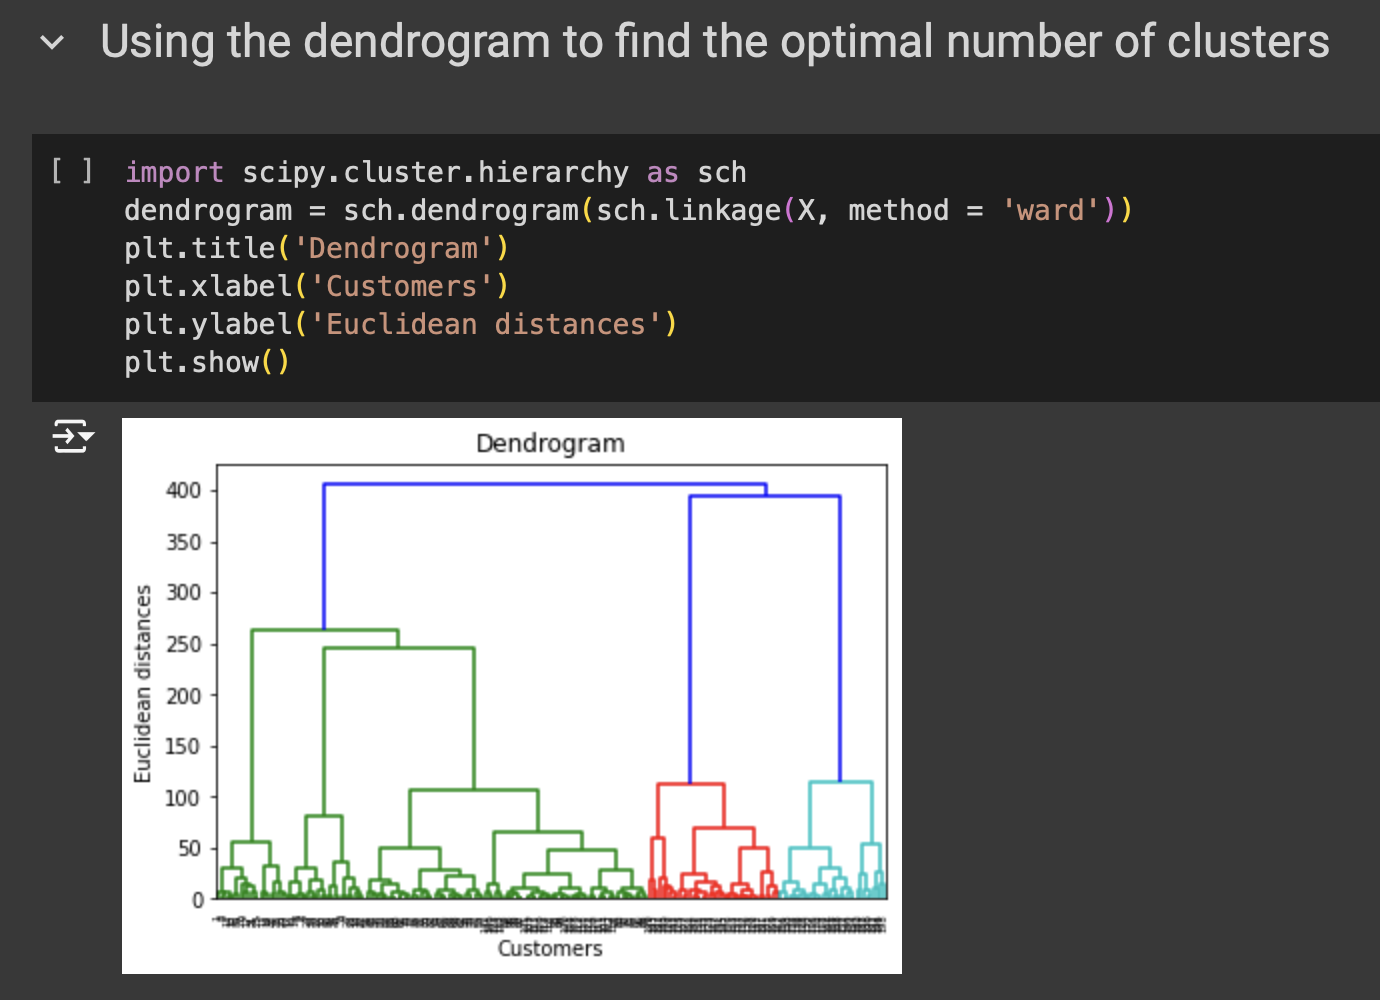 Using the dendrogram to find the optimal number of clusters
[ ] import scipy.cluster.hierarchy as sch
dendrogram = sch.dendrogram(sch.linkage(X, method = 'ward'))
plt.title('Dendrogram')
plt.xlabel('Customers')
plt.ylabel('Euclidean distances')
plt.show()
Dendrogram
400
350
300
250
200
150
100
50
0
Euclidean distances
Customers